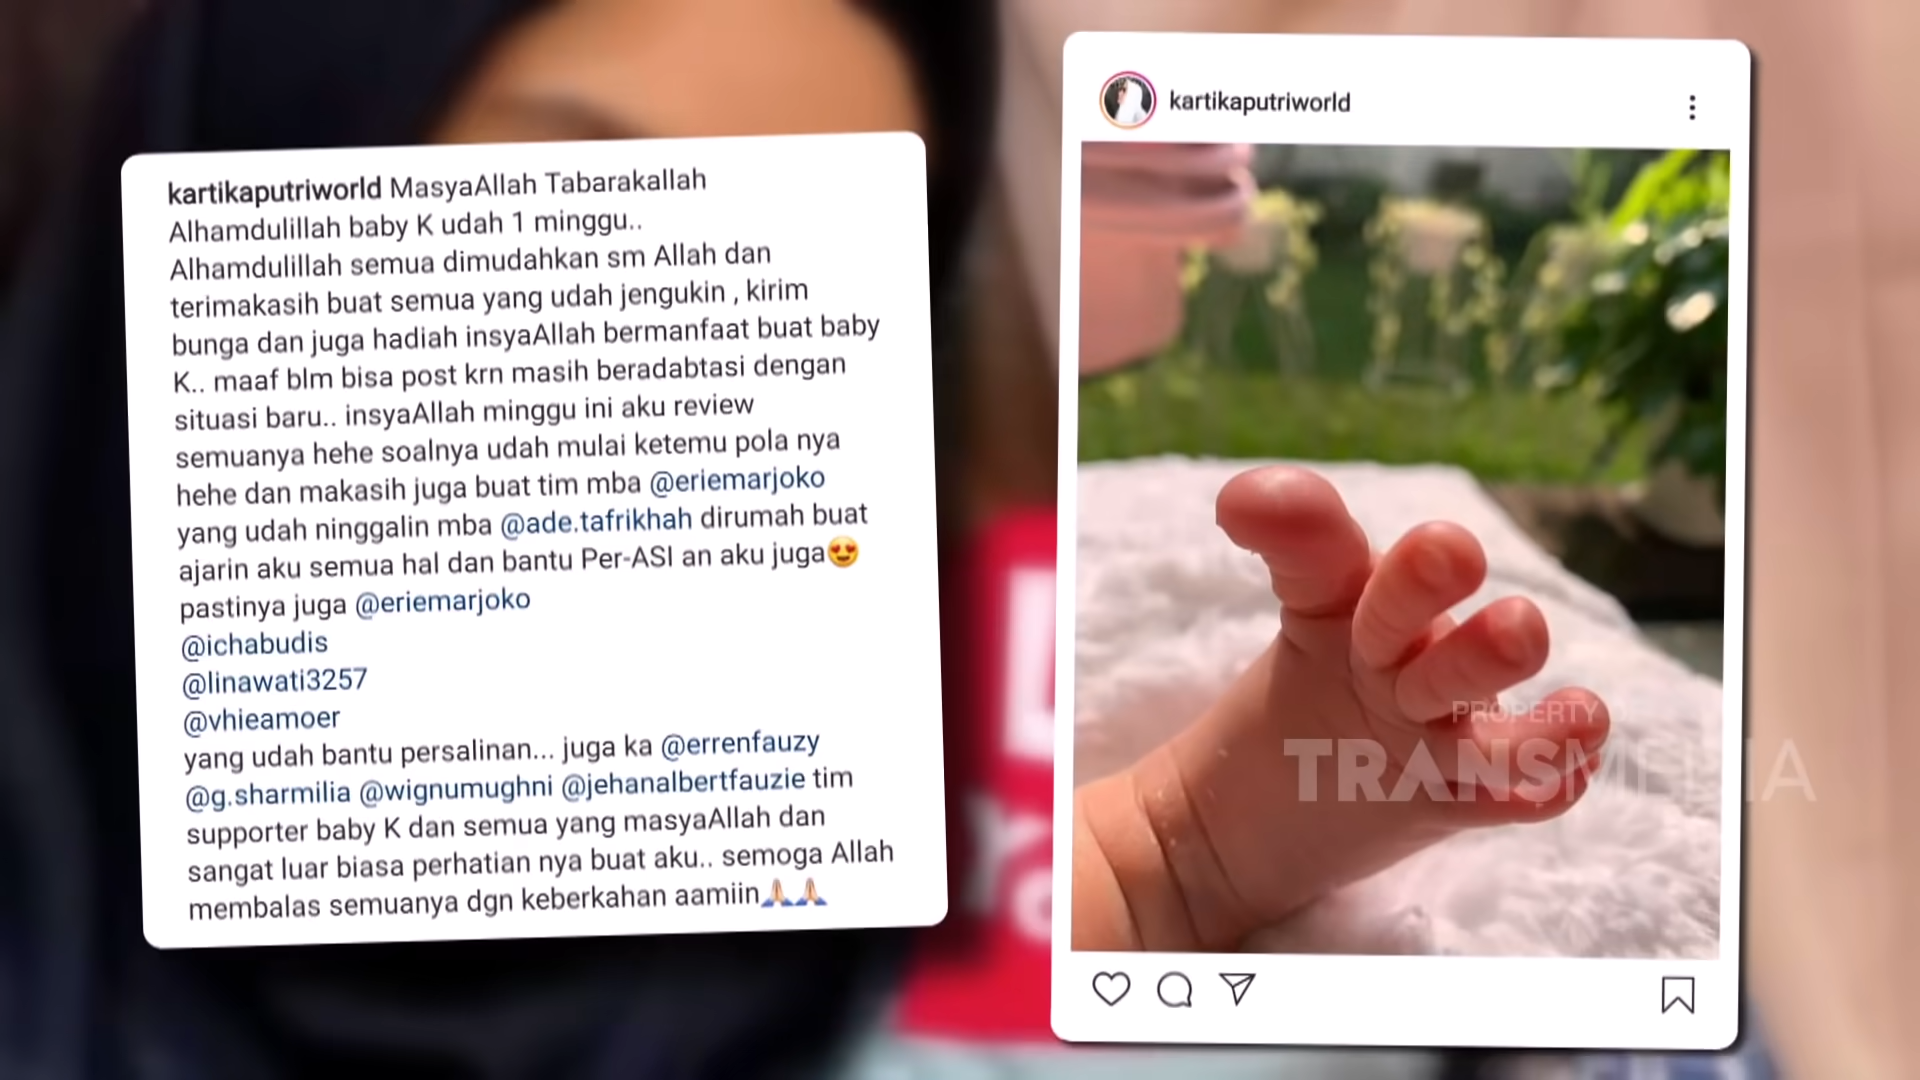 kartikaputriworld MasyaAllah Tabarakallah
Alhamdulillah baby K udah 1 minggu..
Alhamdulillah semua dimudahkan sm Allah dan
terimakasih buat semua yang udah jengukin , kirim
bunga dan juga hadiah insyaAllah bermanfaat buat baby
K.. maaf blm bisa post krn masih beradabtasi dengan
situasi baru.. insyaAllah minggu ini aku review
semuanya hehe soalnya udah mulai ketemu pola nya
hehe dan makasih juga buat tim mba @eriemarjoko
yang udah ninggalin mba @ade.tafrikhah dirumah buat
ajarin aku semua hal dan bantu Per-ASI an aku juga😍
pastinya juga @eriemarjoko
@ichabudis
@linawati3257
@vhieamoer
yang udah bantu persalinan... juga ka @errenfauzy
@g.sharmilia @wignumughni @jehanalbertfauzie tim
supporter baby K dan semua yang masyaAllah dan
sangat luar biasa perhatian nya buat aku.. semoga Allah
membalas semuanya dgn keberkahan aamiin🙏🙏
kartikaputriworld
PROPERTY
TRANSMEDIA